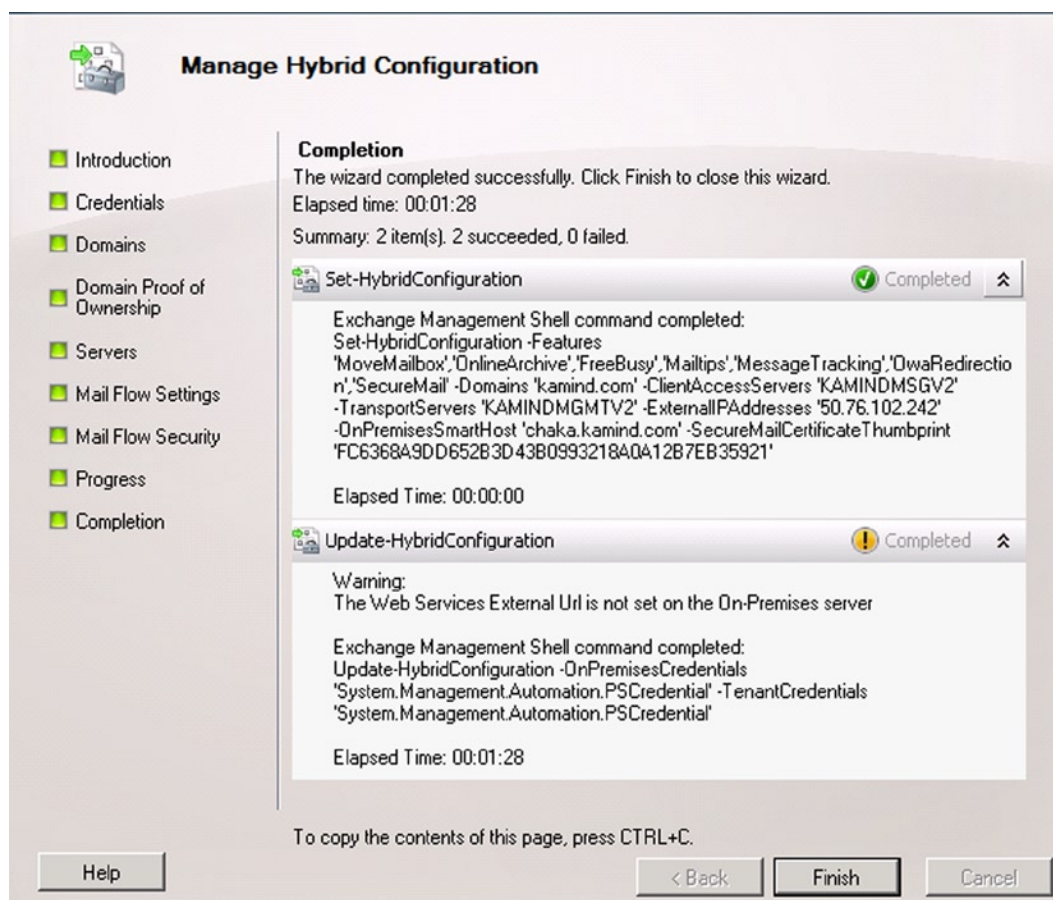 Manage Hybrid Configuration
Introduction
Credentials
Domains
Domain Proof of
Ownership
Servers
Mail Flow Settings
Mail Flow Security
Progress
Completion
Completion
The wizard completed successfully. Click Finish to close this wizard.
Elapsed time: 00:01:28
Summary: 2 item(s). 2 succeeded, 0 failed.
Set-HybridConfiguration Completed
Exchange Management Shell command completed:
Set-HybridConfiguration -Features
'MoveMailbox','OnlineArchive','FreeBusy','Mailtips','MessageTracking','OwaRedirectio
n','SecureMail' -Domains 'kamind.com' -ClientAccessServers 'KAMINDMSGV2'
-TransportServers 'KAMINDMGMTV2' -ExternalIPAddresses '50.76.102.242'
-OnPremisesSmartHost 'chaka.kamind.com' -SecureMailCertificateThumbprint
'FC6368A9DD652B3D43B0993218A0A12B7EB35921'
Elapsed Time: 00:00:00
Update-HybridConfiguration Completed
Warning:
The Web Services External Url is not set on the On-Premises server
Exchange Management Shell command completed:
Update-HybridConfiguration -OnPremisesCredentials
'System.Management.Automation.PSCredential' -TenantCredentials
'System.Management.Automation.PSCredential'
Elapsed Time: 00:01:28
To copy the contents of this page, press CTRL+C.
Help
< Back
Finish
Cancel